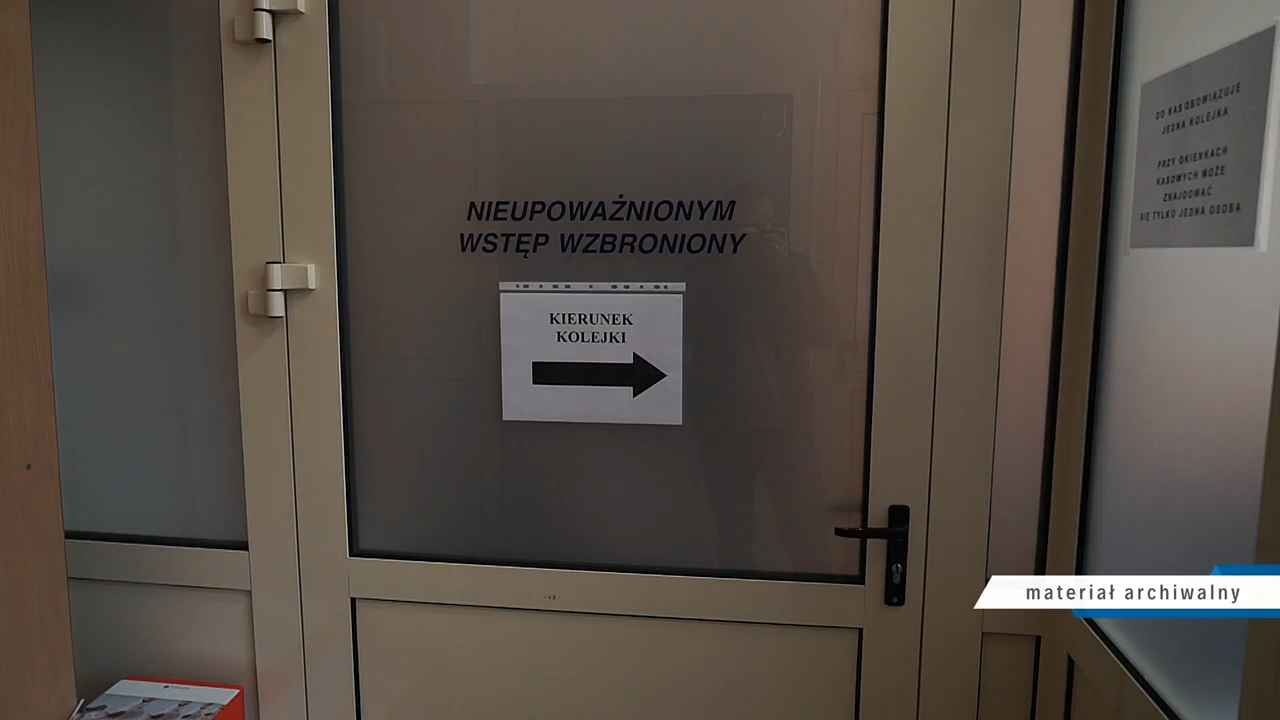 NIEUPOWAŻNIONYM
WSTĘP WZBRONIONY
KIERUNEK
KOLEJKI
DO KAS OBOWIĄZUJE
JEDNA KOLEJKA
PRZY OKIENKACH
KASOWYCH MOŻE
ZNAJDOWAĆ
SIĘ TYLKO JEDNA OSOBA
materiał archiwalny